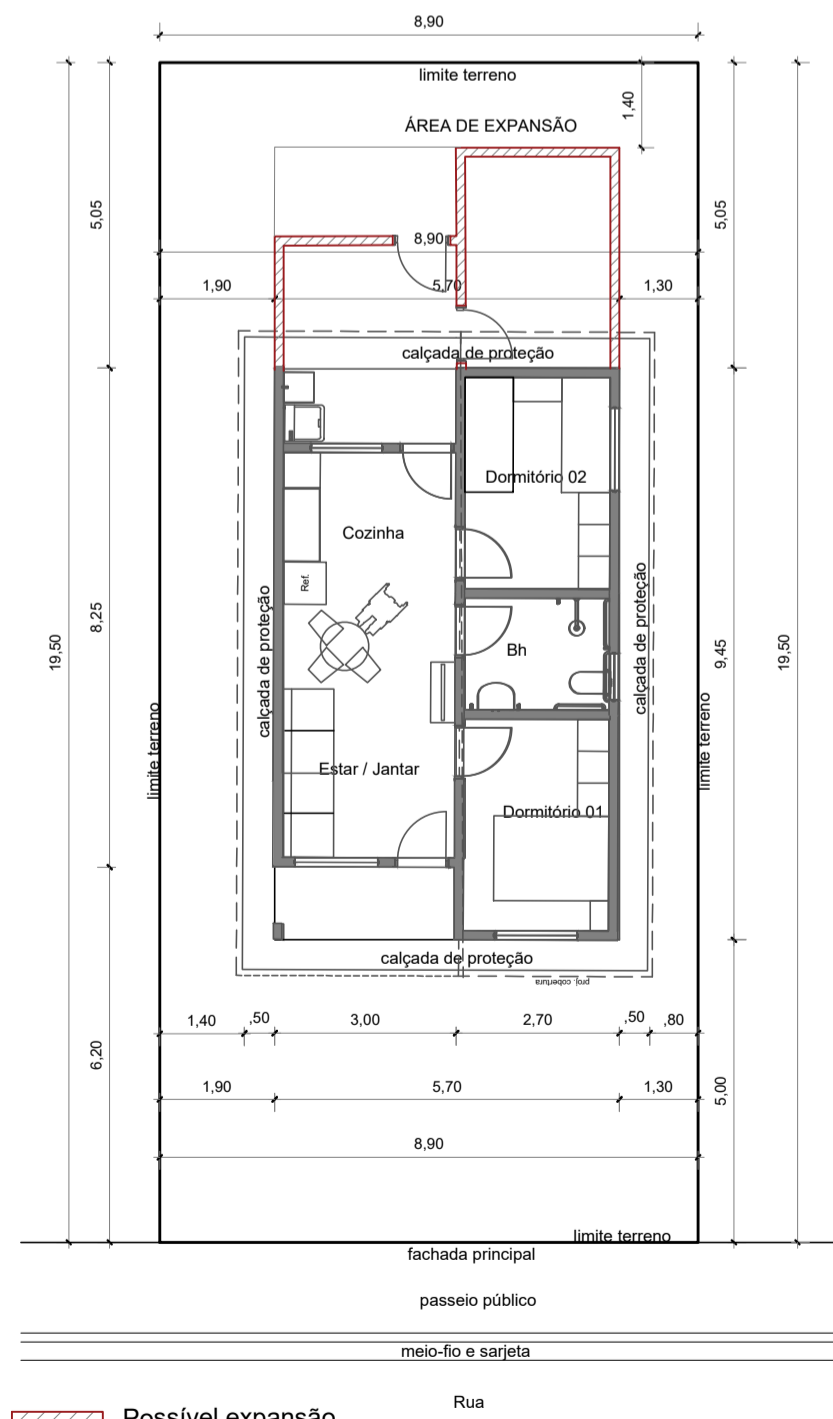 8,90
limite terreno
1,40
ÁREA DE EXPANSÃO
5,05
5,05
8,90
1,90
5,70
1,30
calçada de proteção
Dormitório 02
Cozinha
Ref.
calçada de proteção
calçada de proteção
19,50
8,25
9,45
19,50
Bh
limite terreno
limite terreno
Estar / Jantar
Dormitório 01
calçada de proteção
proj. cobertura
1,40
,50
3,00
2,70
,50
,80
6,20
5,00
1,90
5,70
1,30
8,90
limite terreno
fachada principal
passeio público
meio-fio e sarjeta
Rua
Possível expansão